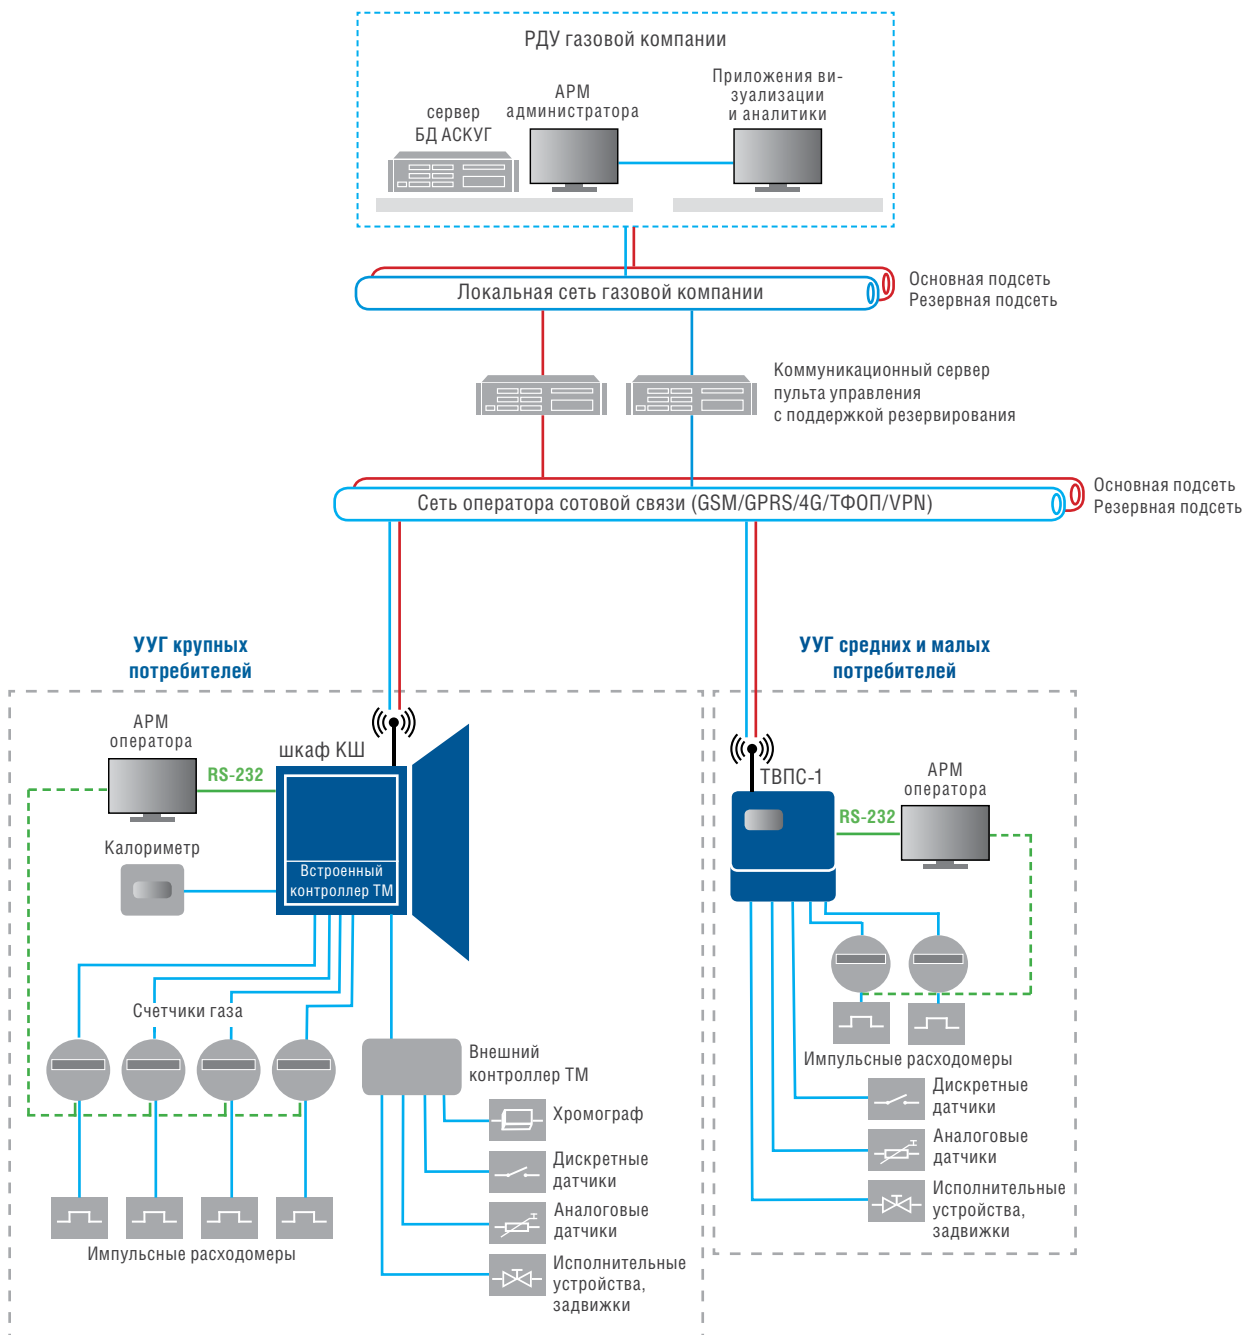 РДУ газовой компании
сервер
БД АСКУГ
АРМ
администратора
Приложения ви-
зуализации
и аналитики
Локальная сеть газовой компании
Основная подсеть
Резервная подсеть
Коммуникационный сервер
пульта управления
с поддержкой резервирования
Сеть оператора сотовой связи (GSM/GPRS/4G/ТФОП/VPN)
Основная подсеть
Резервная подсеть
УУГ крупных
потребителей
АРМ
оператора
RS-232
шкаф КШ
Калориметр
Встроенный
контроллер ТМ
Счетчики газа
Внешний
контроллер ТМ
Хромограф
Дискретные
датчики
Аналоговые
датчики
Исполнительные
устройства,
задвижки
Импульсные расходомеры
УУГ средних и малых
потребителей
ТВПС-1
RS-232
АРМ
оператора
Импульсные расходомеры
Дискретные
датчики
Аналоговые
датчики
Исполнительные
устройства,
задвижки